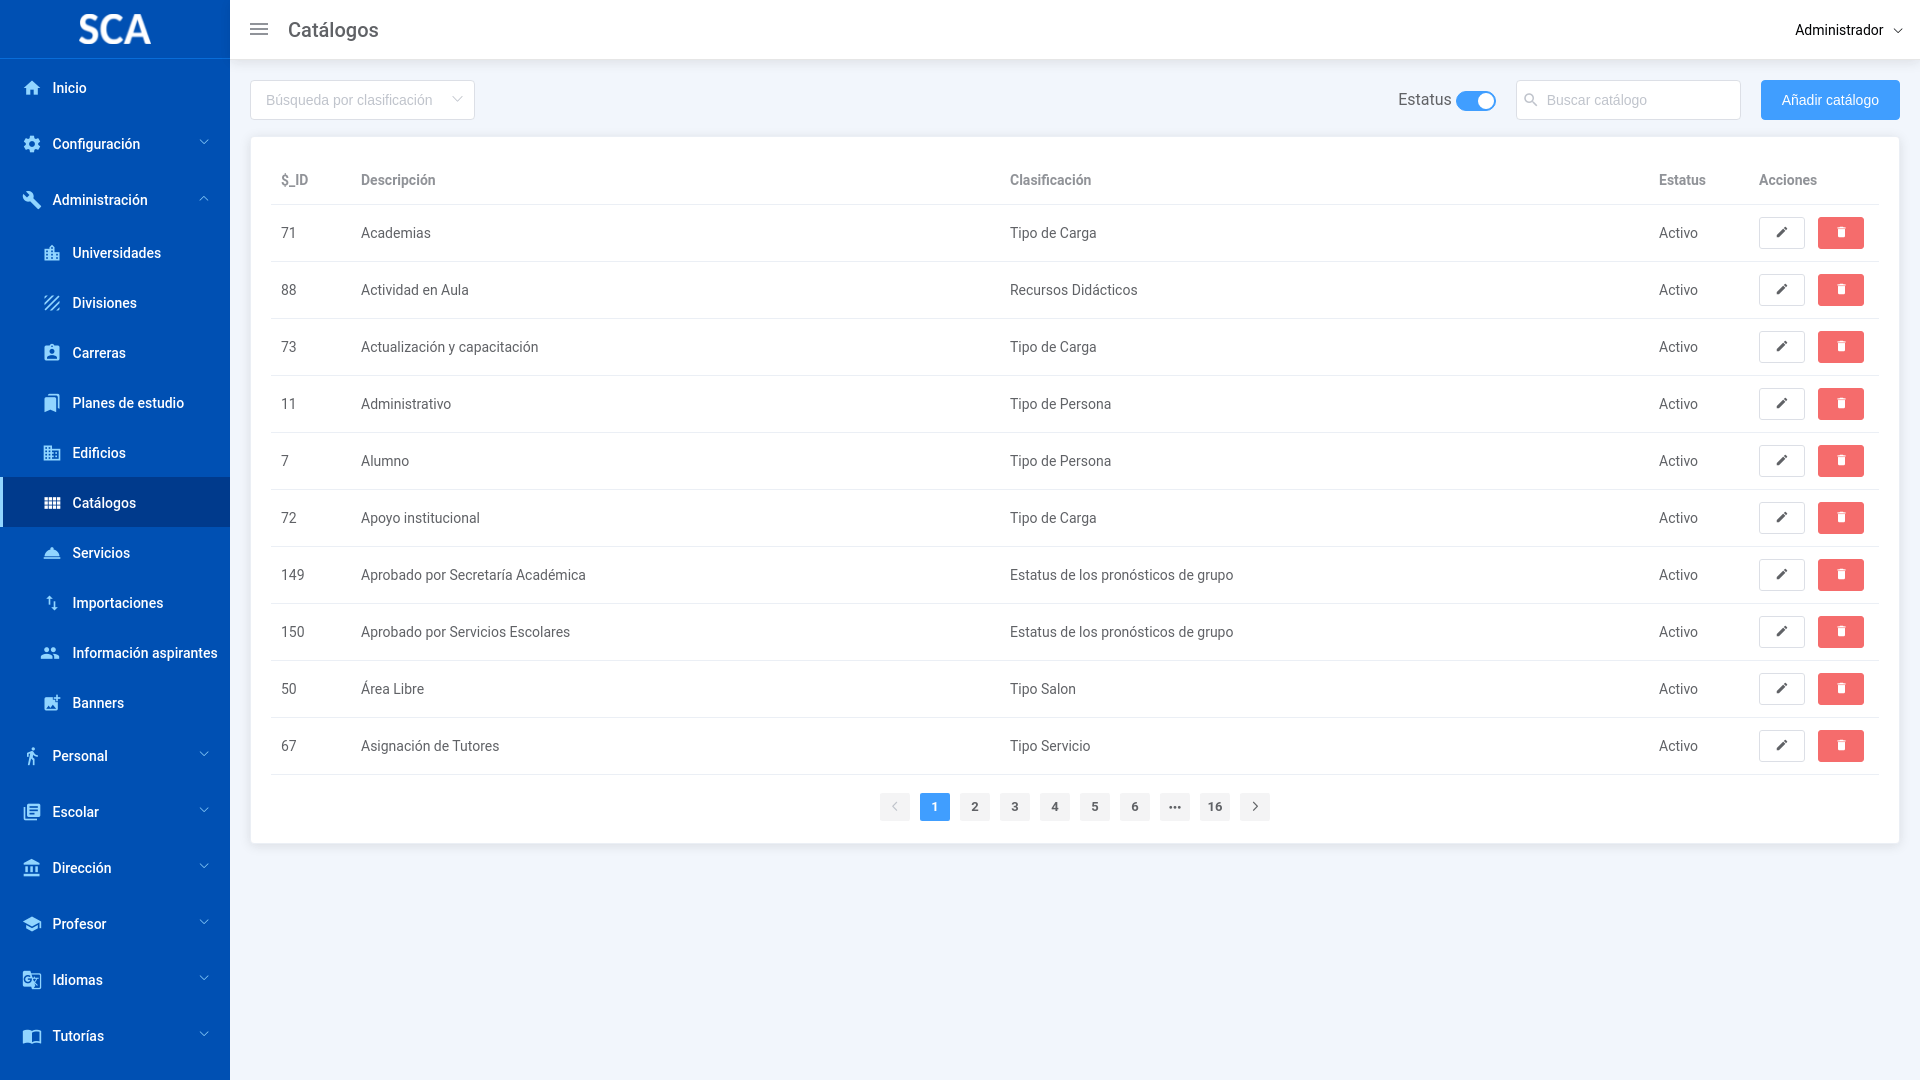 SCA
Catálogos
Administrador
Inicio
Configuración
Administración
Universidades
Divisiones
Carreras
Planes de estudio
Edificios
Catálogos
Servicios
Importaciones
Información aspirantes
Banners
Personal
Escolar
Dirección
Profesor
Idiomas
Tutorías
Búsqueda por clasificación
Estatus
Buscar catálogo
Añadir catálogo
$_ID Descripción Clasificación Estatus Acciones
71 Academias Tipo de Carga Activo
88 Actividad en Aula Recursos Didácticos Activo
73 Actualización y capacitación Tipo de Carga Activo
11 Administrativo Tipo de Persona Activo
7 Alumno Tipo de Persona Activo
72 Apoyo institucional Tipo de Carga Activo
149 Aprobado por Secretaría Académica Estatus de los pronósticos de grupo Activo
150 Aprobado por Servicios Escolares Estatus de los pronósticos de grupo Activo
50 Área Libre Tipo Salon Activo
67 Asignación de Tutores Tipo Servicio Activo
1 2 3 4 5 6 ••• 16